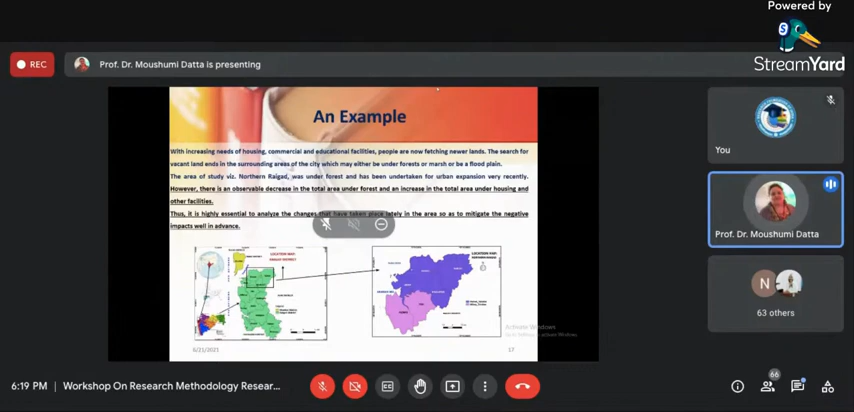 Powered by
S
StreamYard
REC
Prof. Dr. Moushumi Datta is presenting
An Example
With increasing needs of housing, commercial and educational facilities, people are now fetching newer lands. The search for
vacant land ends in the surrounding areas of the city which may either be under forests or marsh or be a flood plain.
The area of study viz. Northern Raigad, was under forest and has been undertaken for urban expansion very recently.
However, there is an observable decrease in the total area under forest and an increase in the total area under housing and
other facilities.
Thus, it is highly essential to analyze the changes that have taken place lately in the area so as to mitigate the negative
impacts well in advance.
LOCATION MAP:
LOCATION MAP:
Activate Windows
6/21/2021
17
You
Prof. Dr. Moushumi Datta
N
63 others
6:19 PM
Workshop On Research Methodology Resear...
66